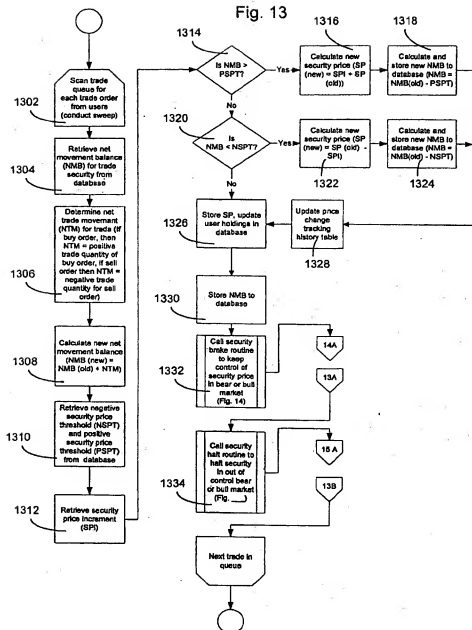 Fig. 13
Scan trade
queue for
each trade order
from users
(conduct sweep)
1302
Retrieve net
movement balance
(NMB) for trade
security from
database
1304
Determine net
trade movement
(NTM) for trade (If
buy order, then
NTM = positive
trade quantity of
buy order, if sell
order then NTM =
negative trade
quantity for sell
order)
1306
Calculate new net
movement balance
(NMB (new) =
NMB (old) + NTM)
1308
Retrieve negative
security price
threshold (NSPT)
and positive
security price
threshold (PSPT)
from database
1310
Retrieve security
price increment
(SPI)
1312
1314
Is NMB >
PSPT?
Yes
No
1316
Calculate new
security price (SP
(new) = SPI + SP
(old))
1318
Calculate and
store new NMB to
database (NMB =
NMB(old) - PSPT)
1320
Is
NMB < NSPT?
Yes
No
Calculate new
security price (SP
(new) = SP (old) -
SPI)
1322
Calculate and
store new NMB to
database (NMB =
NMB(old) - NSPT)
1324
Store SP, update
user holdings in
database
1326
Update price
change
tracking
history table
1328
1330
Store NMB to
database
Call security
broke routine
to keep
control of
security price
in bear or bull
market
(Fig. 14)
1332
14A
13A
Call security
halt routine to
halt security
in out of
control bear
or bull market
(Fig. __)
1334
15 A
13B
Next trade in
queue